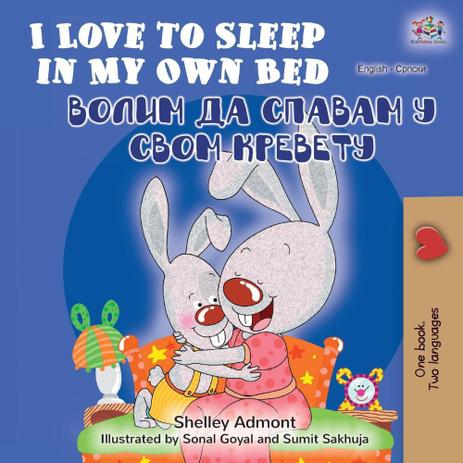 I LOVE TO SLEEP
IN MY OWN BED
English - Српски
ВОЛИМ ДА СПАВАМ У
СВОМ КРЕВЕТУ
One book.
Two languages
Shelley Admont
Illustrated by Sonal Goyal and Sumit Sakhuja